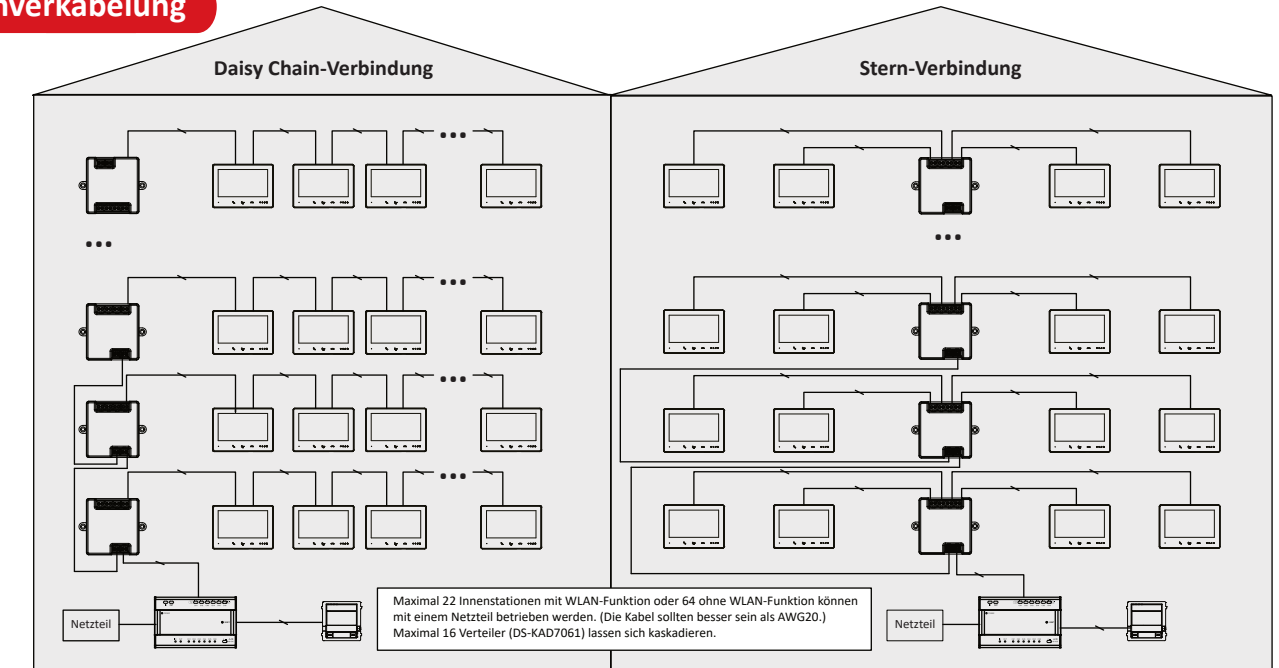 nverkabelung
Daisy Chain-Verbindung
Stern-Verbindung
Netzteil
Maximal 22 Innenstationen mit WLAN-Funktion oder 64 ohne WLAN-Funktion können
mit einem Netzteil betrieben werden. (Die Kabel sollten besser sein als AWG20.)
Maximal 16 Verteiler (DS-KAD7061) lassen sich kaskadieren.
Netzteil